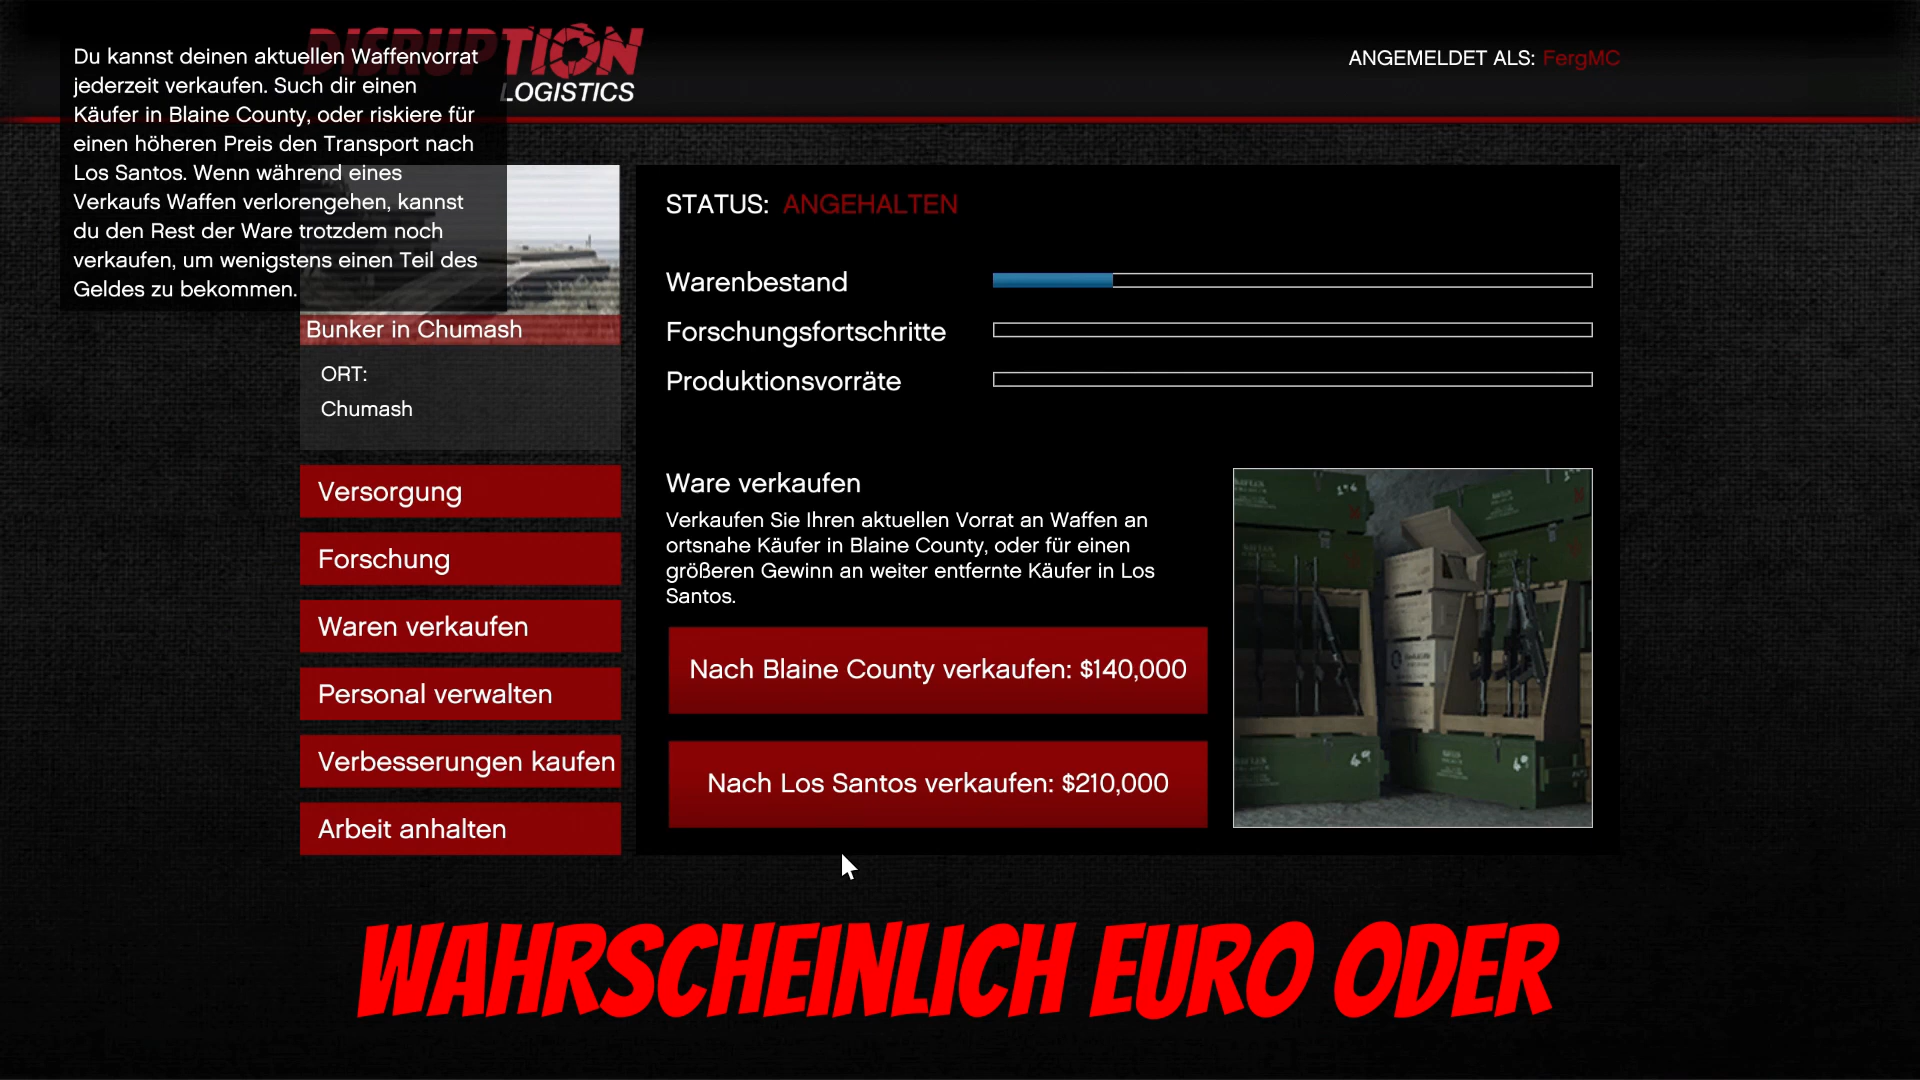 DISRUPTION
LOGISTICS
ANGEMELDET ALS: FergMC
Du kannst deinen aktuellen Waffenvorrat
jederzeit verkaufen. Such dir einen
Käufer in Blaine County, oder riskiere für
einen höheren Preis den Transport nach
Los Santos. Wenn während eines
Verkaufs Waffen verlorengehen, kannst
du den Rest der Ware trotzdem noch
verkaufen, um wenigstens einen Teil des
Geldes zu bekommen.
Bunker in Chumash
ORT:
Chumash
Versorgung
Forschung
Waren verkaufen
Personal verwalten
Verbesserungen kaufen
Arbeit anhalten
STATUS: ANGEHALTEN
Warenbestand
Forschungsfortschritte
Produktionsvorräte
Ware verkaufen
Verkaufen Sie Ihren aktuellen Vorrat an Waffen an
ortsnahe Käufer in Blaine County, oder für einen
größeren Gewinn an weiter entfernte Käufer in Los
Santos.
Nach Blaine County verkaufen: $140,000
Nach Los Santos verkaufen: $210,000
WAHRSCHEINLICH EURO ODER